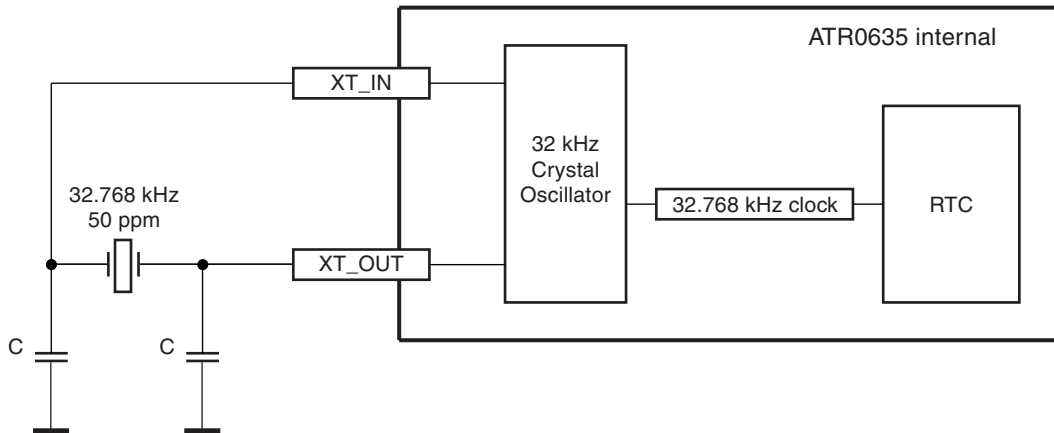 ATR0635 internal
XT_IN
32 kHz
Crystal
Oscillator
32.768 kHz
50 ppm
32.768 kHz clock
RTC
XT_OUT
C
C